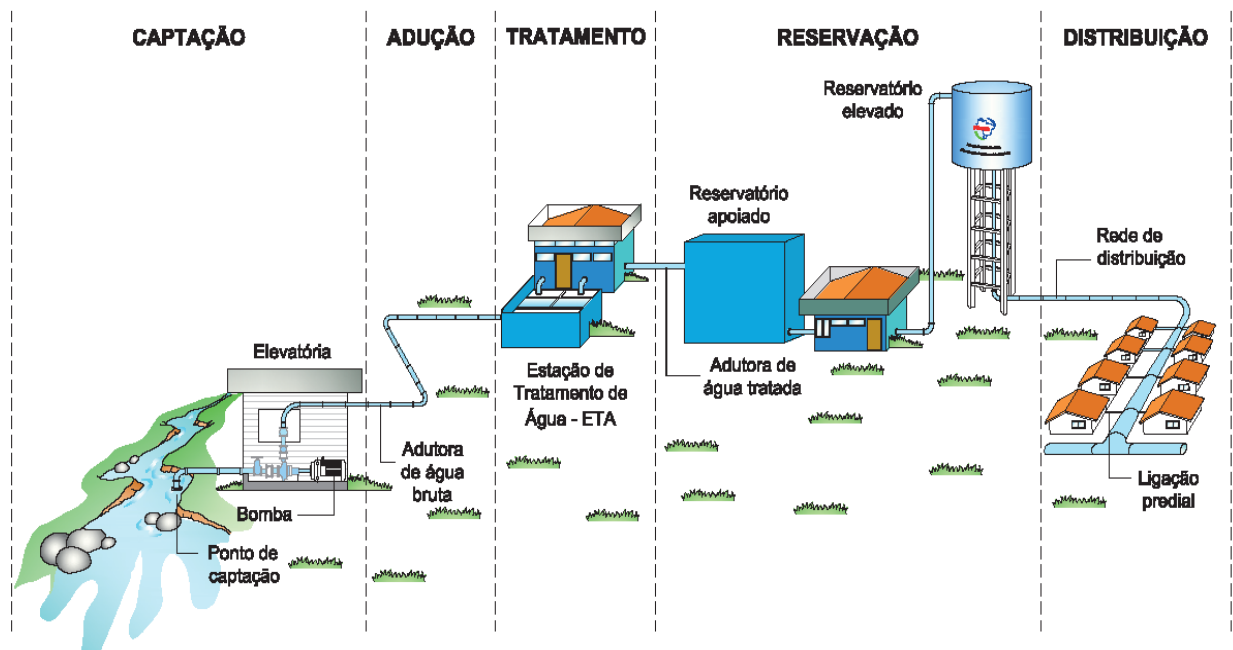 CAPTAÇÃO
ADUÇÃO
TRATAMENTO
RESERVAÇÃO
DISTRIBUIÇÃO
Reservatório
elevado
Reservatório
apoiado
Rede de
distribuição
Elevatória
Estação de
Tratamento de
Água - ETA
Adutora de
água tratada
Adutora
de água
bruta
Bomba
Ponto de
captação
Ligação
predial